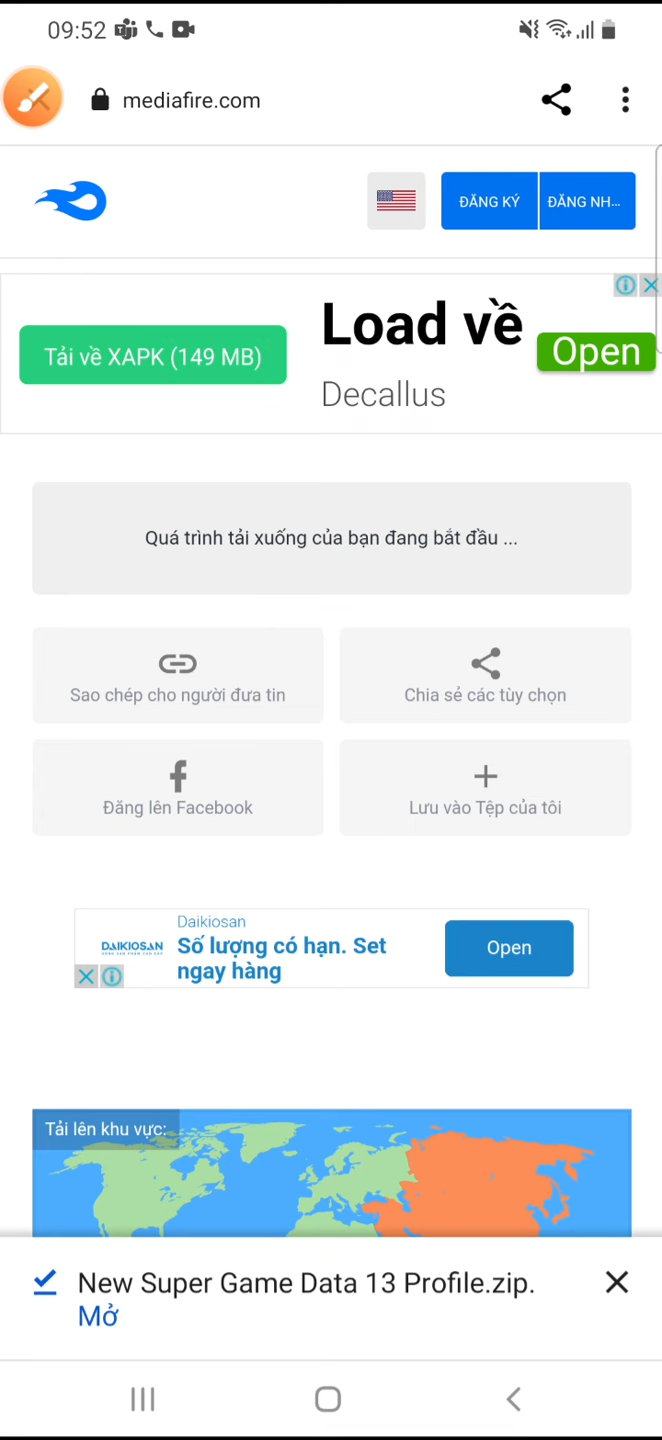 09:52
mediafire.com
ĐĂNG KÝ
ĐĂNG NH...
Tải về XAPK (149 MB)
Load về
Decallus
Open
Quá trình tải xuống của bạn đang bắt đầu ...
Sao chép cho người đưa tin
Chia sẻ các tùy chọn
Đăng lên Facebook
Lưu vào Tệp của tôi
Daikiosan
DAIKIOSAN
Số lượng có hạn. Set
ngay hàng
Open
Tải lên khu vực:
New Super Game Data 13 Profile.zip.
Mở